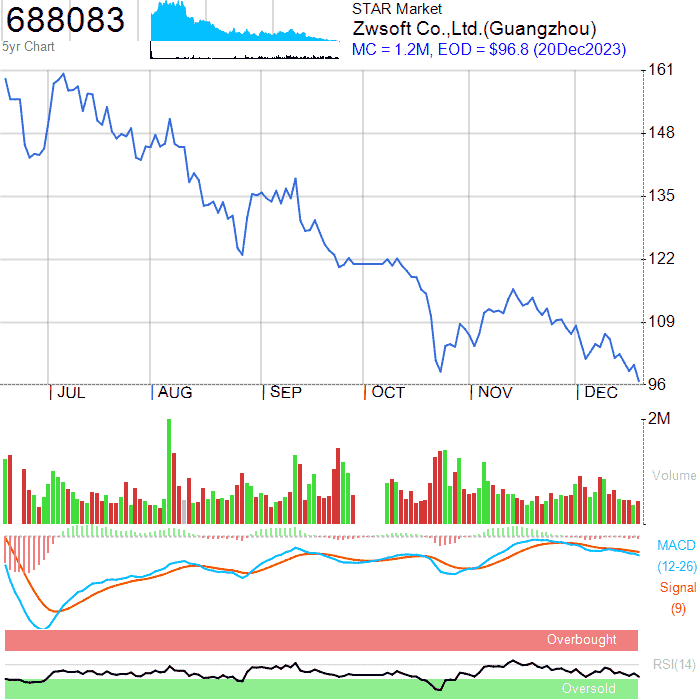 688083
5yr Chart
STAR Market
Zwsoft Co.,Ltd.(Guangzhou)
MC = 1.2M, EOD = $96.8 (20Dec2023)
161
148
135
122
109
96
JUL
AUG
SEP
OCT
NOV
DEC
2M
Volume
MACD
(12-26)
Signal
(9)
Overbought
RSI(14)
Oversold